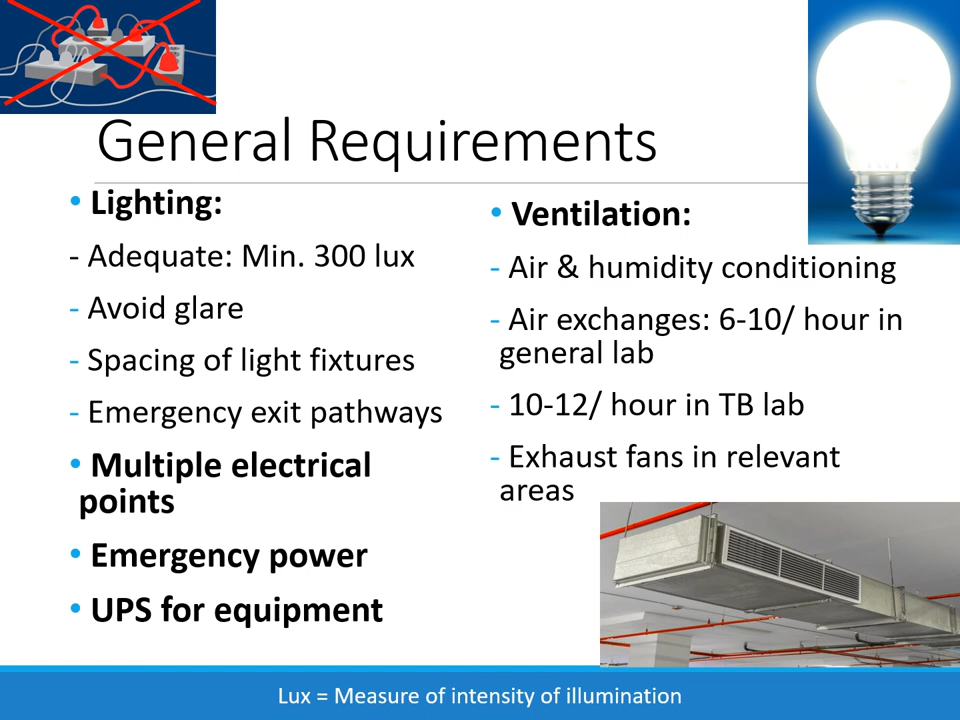 General Requirements
• Lighting:
- Adequate: Min. 300 lux
- Avoid glare
- Spacing of light fixtures
- Emergency exit pathways
• Multiple electrical
points
• Emergency power
• UPS for equipment
• Ventilation:
- Air & humidity conditioning
- Air exchanges: 6-10/ hour in
general lab
- 10-12/ hour in TB lab
- Exhaust fans in relevant
areas
Lux = Measure of intensity of illumination